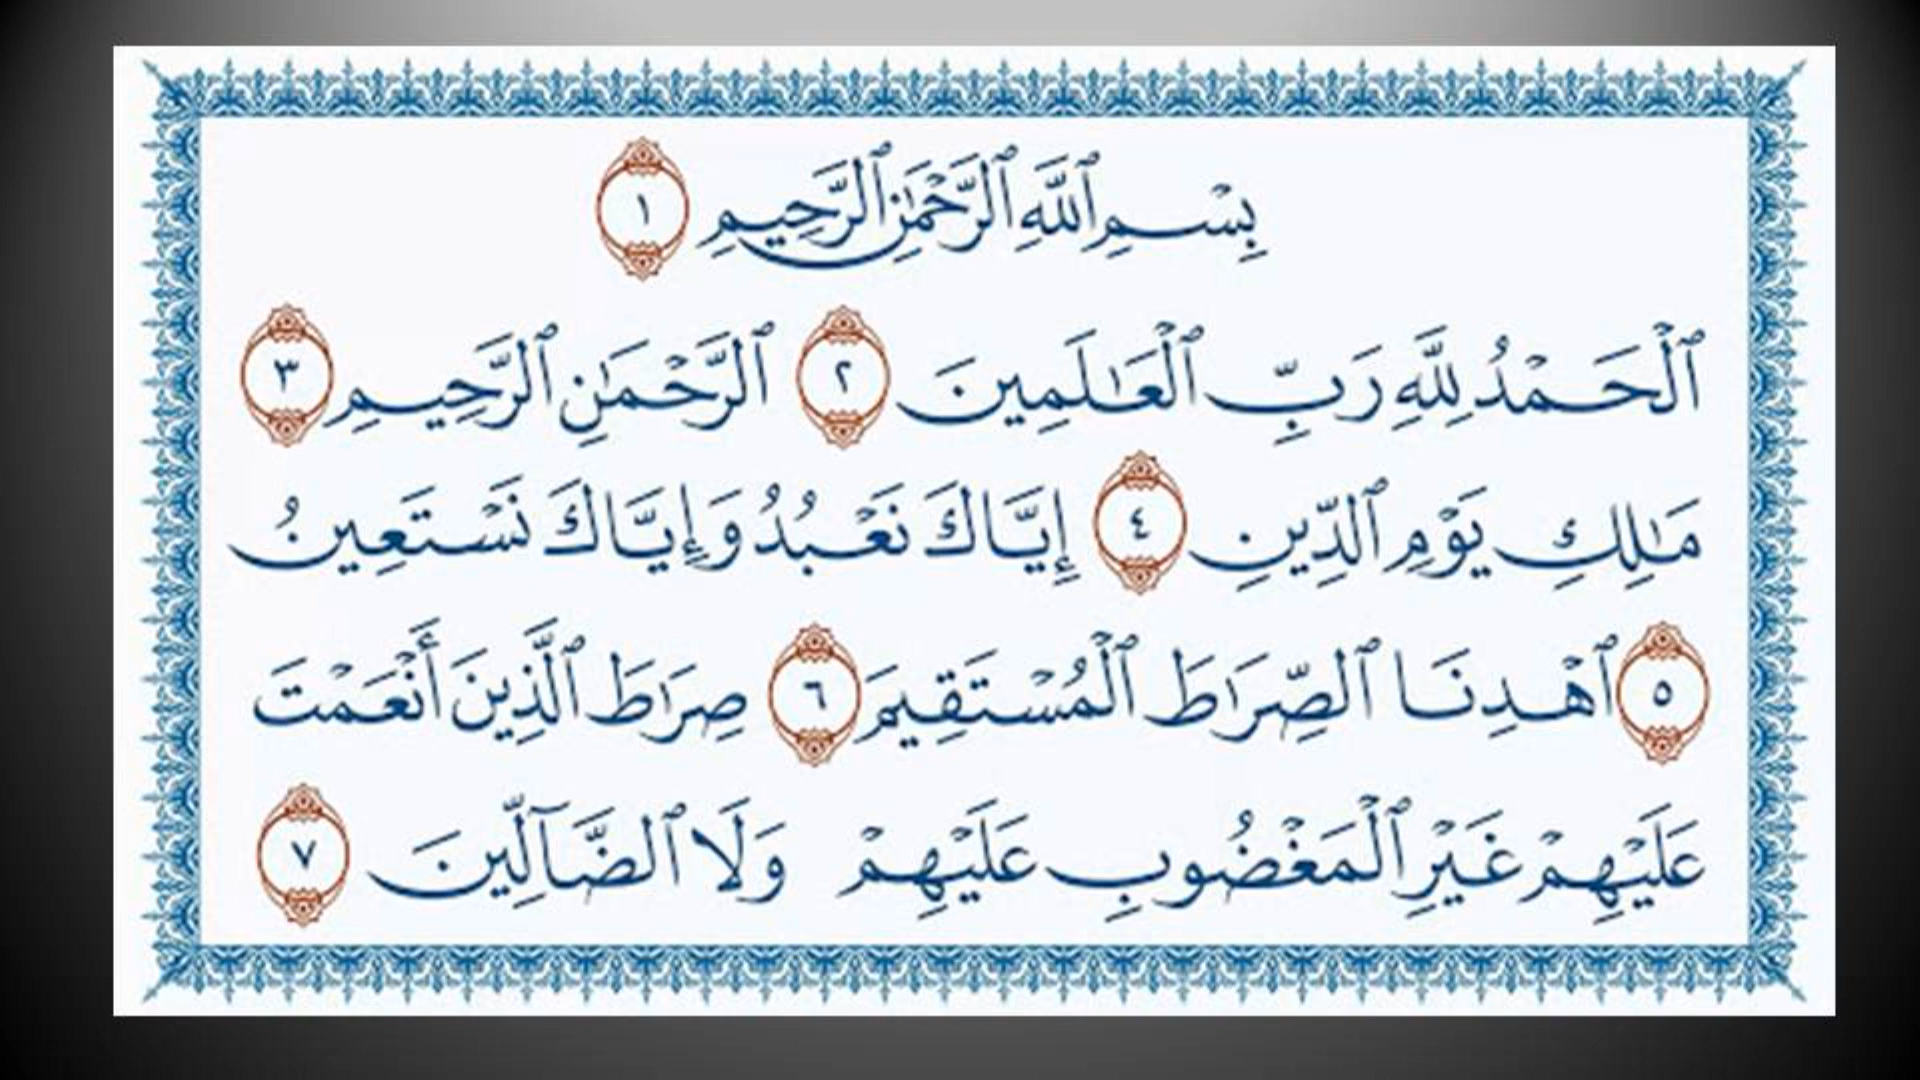 بِسْمِ ٱللَّهِ ٱلرَّحْمَٰنِ ٱلرَّحِيمِ ١
ٱلْحَمْدُ لِلَّهِ رَبِّ ٱلْعَٰلَمِينَ ٢ ٱلرَّحْمَٰنِ ٱلرَّحِيمِ ٣
مَٰلِكِ يَوْمِ ٱلدِّينِ ٤ إِيَّاكَ نَعْبُدُ وَإِيَّاكَ نَسْتَعِينُ
٥ ٱهْدِنَا ٱلصِّرَٰطَ ٱلْمُسْتَقِيمَ ٦ صِرَٰطَ ٱلَّذِينَ أَنْعَمْتَ
عَلَيْهِمْ غَيْرِ ٱلْمَغْضُوبِ عَلَيْهِمْ وَلَا ٱلضَّآلِّينَ ٧